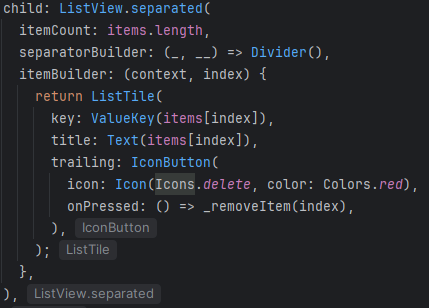 child: ListView.separated(
  itemCount: items.length,
  separatorBuilder: (_, __) => Divider(),
  itemBuilder: (context, index) {
    return ListTile(
      key: ValueKey(items[index]),
      title: Text(items[index]),
      trailing: IconButton(
        icon: Icon(Icons.delete, color: Colors.red),
        onPressed: () => _removeItem(index),
      ), IconButton
    ); ListTile
  },
), ListView.separated